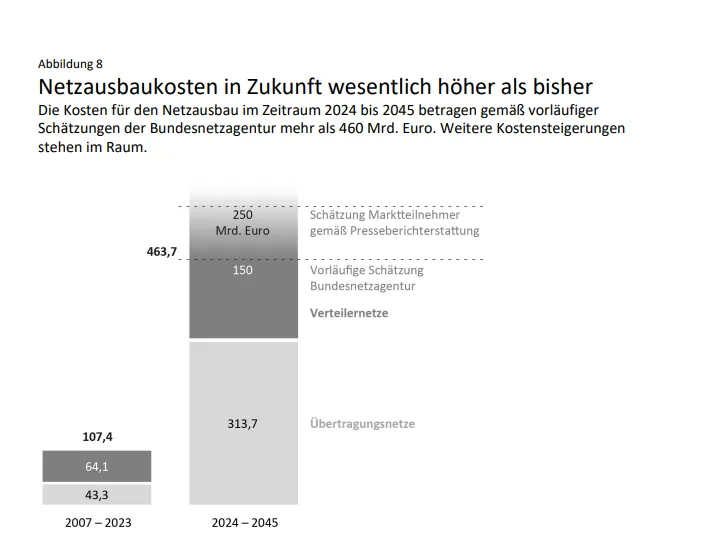 Abbildung 8
Netzausbaukosten in Zukunft wesentlich höher als bisher
Die Kosten für den Netzausbau im Zeitraum 2024 bis 2045 betragen gemäß vorläufiger
Schätzungen der Bundesnetzagentur mehr als 460 Mrd. Euro. Weitere Kostensteigerungen
stehen im Raum.
250
Mrd. Euro
Schätzung Marktteilnehmer
gemäß Presseberichterstattung
463,7
150
Vorläufige Schätzung
Bundesnetzagentur
Verteilernetze
313,7
Übertragungsnetze
107,4
64,1
43,3
2007 – 2023
2024 – 2045